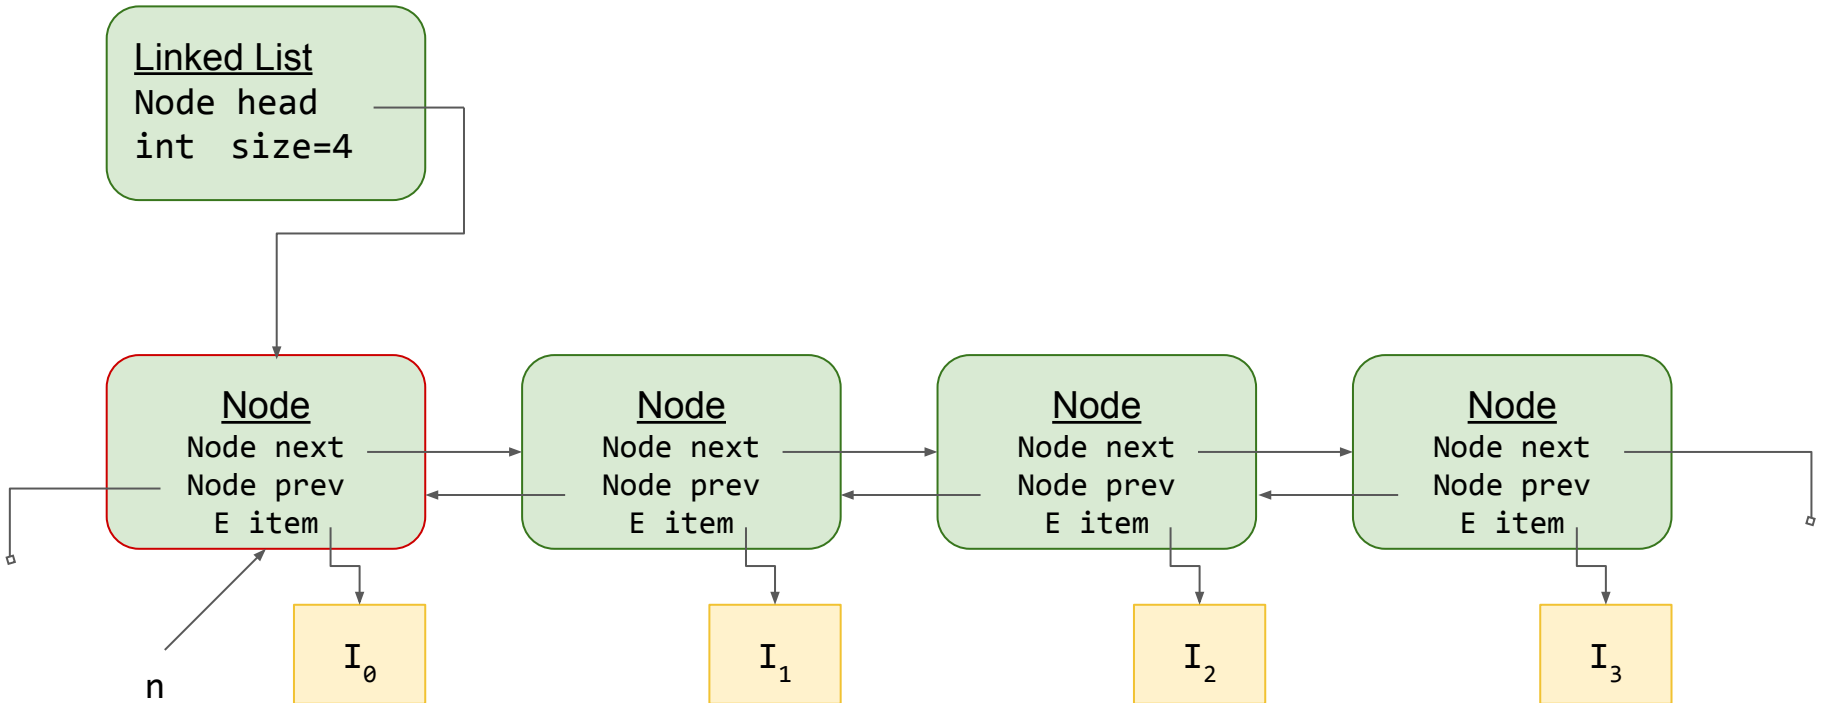 Linked List
Node head
int size=4
Node
Node next
Node prev
E item
Node
Node next
Node prev
E item
Node
Node next
Node prev
E item
Node
Node next
Node prev
E item
n
I₀
I₁
I₂
I₃